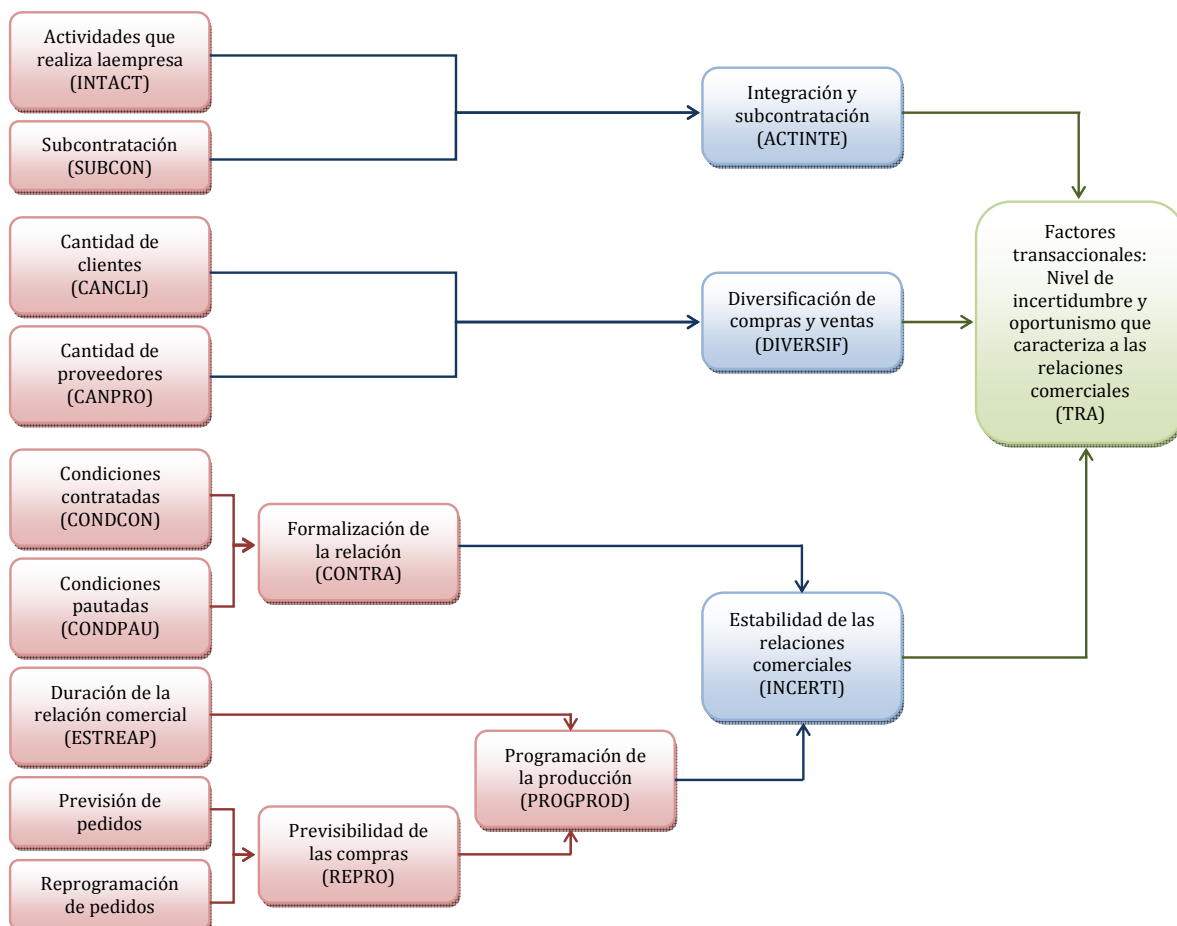 Actividades que
realiza laempresa
(INTACT)
Subcontratación
(SUBCON)
Integración y
subcontratación
(ACTINTE)
Cantidad de
clientes
(CANCLI)
Cantidad de
proveedores
(CANPRO)
Diversificación de
compras y ventas
(DIVERSIF)
Factores
transaccionales:
Nivel de
incertidumbre y
oportunismo que
caracteriza a las
relaciones
comerciales
(TRA)
Condiciones
contratadas
(CONDCON)
Condiciones
pautadas
(CONDPAU)
Formalización de
la relación
(CONTRA)
Estabilidad de las
relaciones
comerciales
(INCERTI)
Duración de la
relación comercial
(ESTREAP)
Programación de
la producción
(PROGPROD)
Previsión de
pedidos
Reprogramación
de pedidos
Previsibilidad de
las compras
(REPRO)